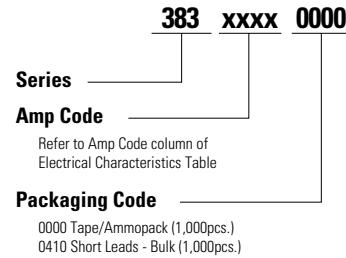 383 xxxx 0000
Series
Amp Code
Refer to Amp Code column of
Electrical Characteristics Table
Packaging Code
0000 Tape/Ammopack (1,000pcs.)
0410 Short Leads - Bulk (1,000pcs.)